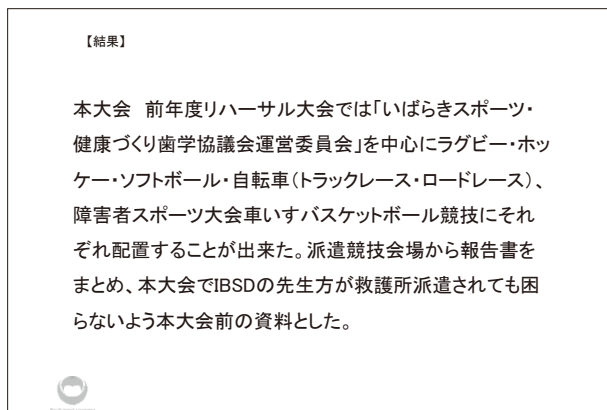 【結果】
本大会　前年度リハーサル大会では「いばらきスポーツ・
健康づくり歯学協議会運営委員会」を中心にラグビー・ホッ
ケー・ソフトボール・自転車（トラックレース・ロードレース）、
障害者スポーツ大会車いすバスケットボール競技にそれ
ぞれ配置することが出来た。派遣競技会場から報告書を
まとめ、本大会でIBSDの先生方が救護所派遣されても困
らないよう本大会前の資料とした。